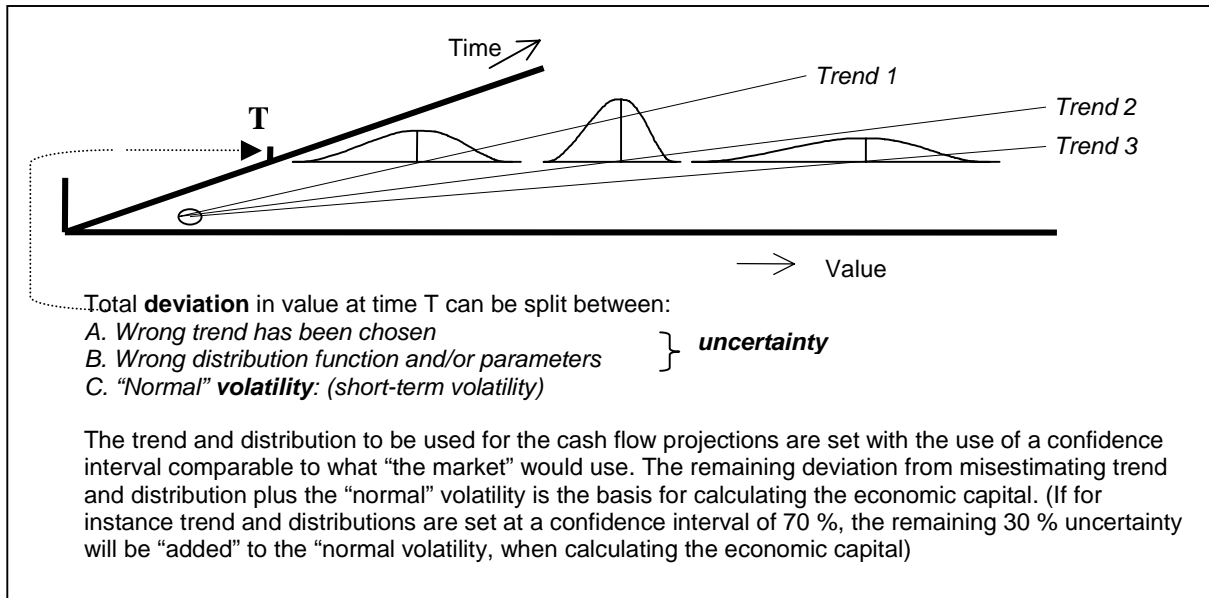 Time
Trend 1
T
Trend 2
Trend 3
Value
Total deviation in value at time T can be split between:
A. Wrong trend has been chosen
B. Wrong distribution function and/or parameters
uncertainty
C. “Normal” volatility: (short-term volatility)
The trend and distribution to be used for the cash flow projections are set with the use of a confidence
interval comparable to what “the market” would use. The remaining deviation from misestimating trend
and distribution plus the “normal” volatility is the basis for calculating the economic capital. (If for
instance trend and distributions are set at a confidence interval of 70 %, the remaining 30 % uncertainty
will be “added” to the “normal volatility, when calculating the economic capital)